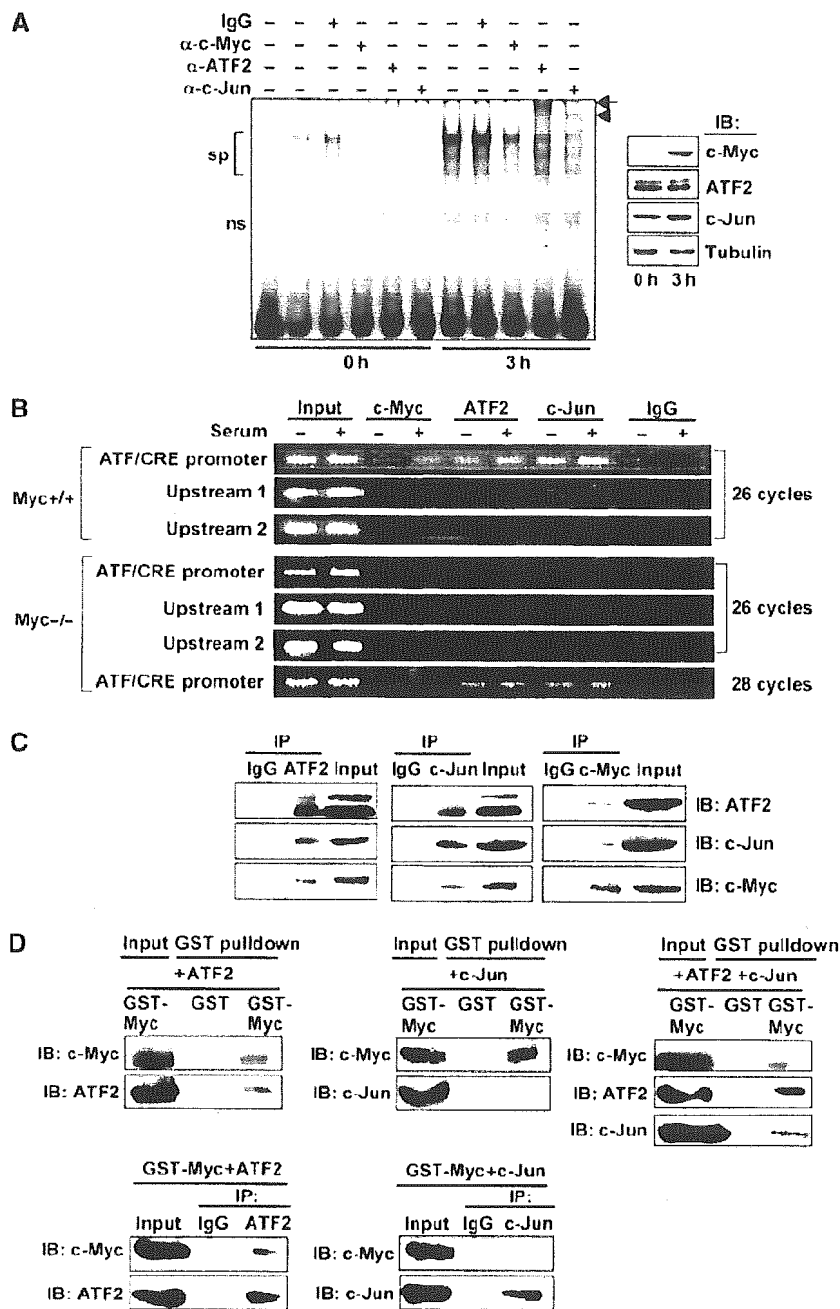 A
IgG – – + – – – – + – – –
α-c-Myc – – – + – – – – + – –
α-ATF2 – – – – + – – – – + –
α-c-Jun – – – – – + – – – – +
sp
ns
0 h
3 h
IB:
c-Myc
ATF2
c-Jun
Tubulin
0 h 3 h
B
Input c-Myc ATF2 c-Jun IgG
Serum – + – + – + – + – +
Myc+/+
ATF/CRE promoter
Upstream 1
Upstream 2
26 cycles
Myc–/–
ATF/CRE promoter
Upstream 1
Upstream 2
26 cycles
ATF/CRE promoter
28 cycles
C
IP
IgG ATF2 Input
IP
IgG c-Jun Input
IP
IgG c-Myc Input
IB: ATF2
IB: c-Jun
IB: c-Myc
D
Input GST pulldown
+ATF2
GST-Myc GST GST-Myc
IB: c-Myc
IB: ATF2
Input GST pulldown
+c-Jun
GST-Myc GST GST-Myc
IB: c-Myc
IB: c-Jun
Input GST pulldown
+ATF2 +c-Jun
GST-Myc GST GST-Myc
IB: c-Myc
IB: ATF2
IB: c-Jun
GST-Myc+ATF2
IP:
Input IgG ATF2
IB: c-Myc
IB: ATF2
GST-Myc+c-Jun
IP:
Input IgG c-Jun
IB: c-Myc
IB: c-Jun